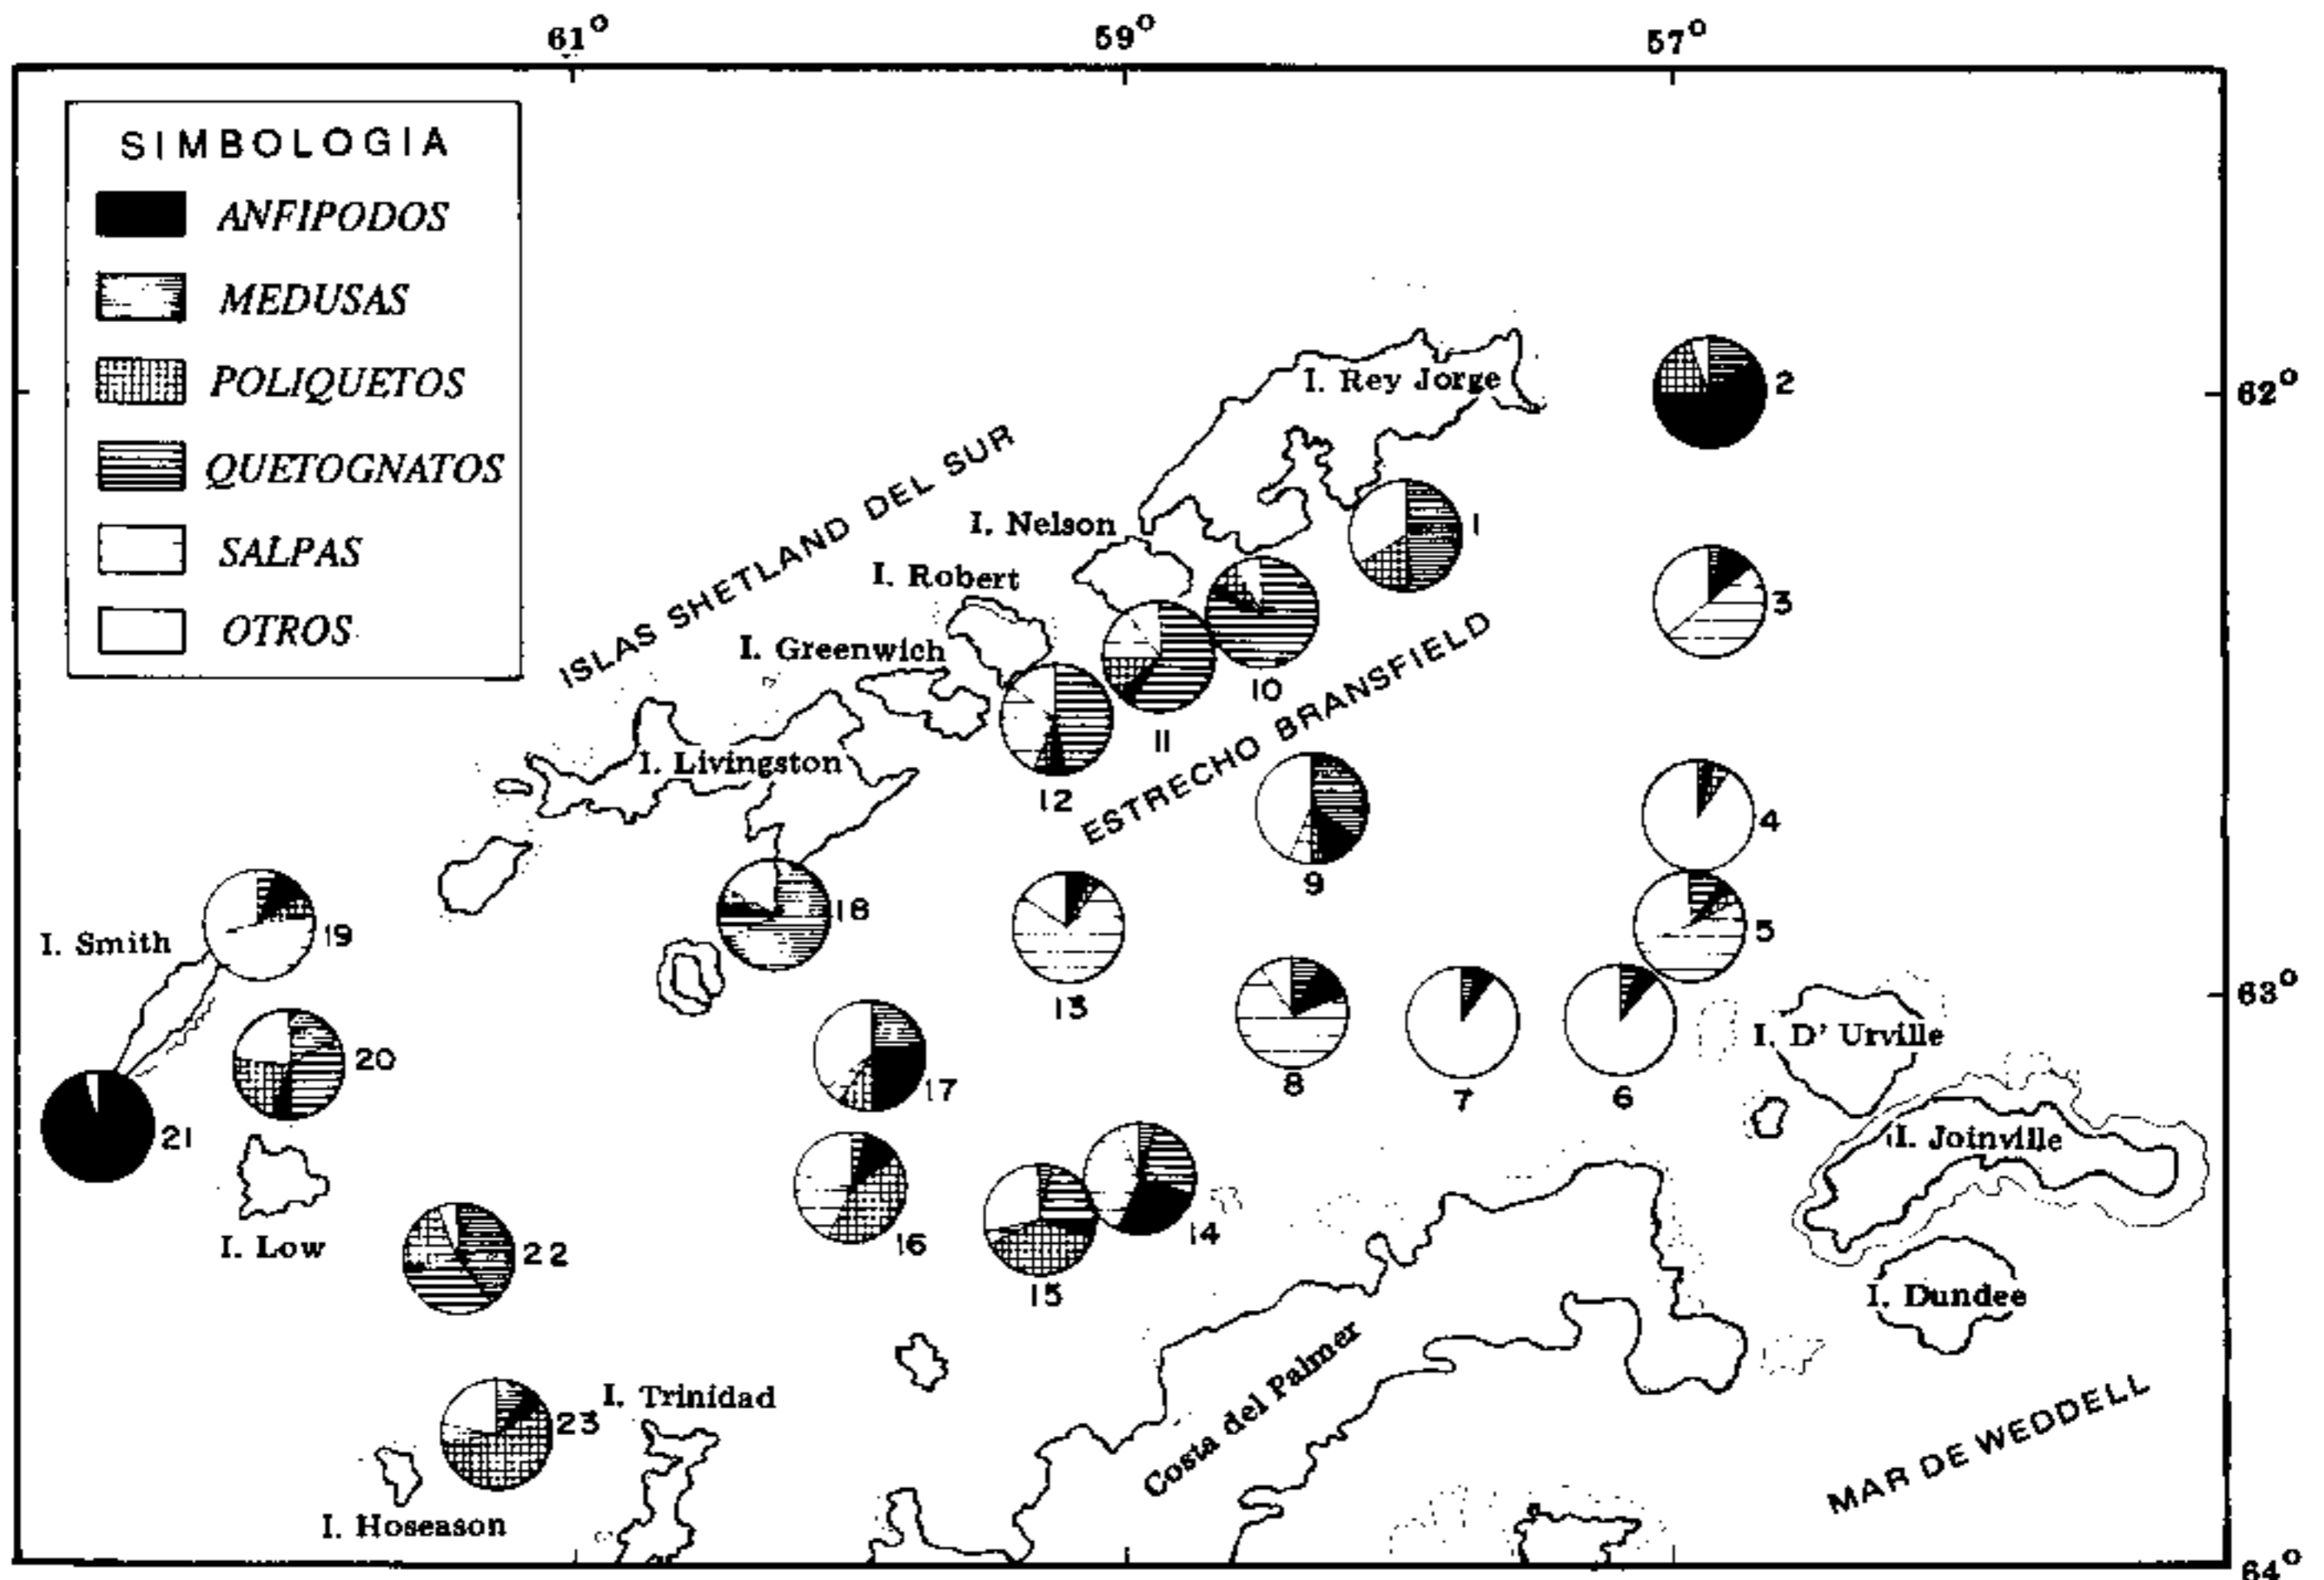 61°
59°
57°
SIMBOLOGIA
ANFIPODOS
MEDUSAS
POLIQUETOS
QUETOGNATOS
SALPAS
OTROS
I. Rey Jorge
2
62°
ISLAS SHETLAND DEL SUR
I. Nelson
1
I. Robert
3
I. Greenwich
10
11
I. Livingston
12
ESTRECHO BRANSFIELD
4
9
18
5
I. Smith
19
13
63°
I. D' Urville
20
17
8
7
6
21
I. Joinville
14
16
I. Low
22
15
I. Dundee
Costa del Palmer
I. Trinidad
23
MAR DE WEDDELL
I. Hoseason
64°